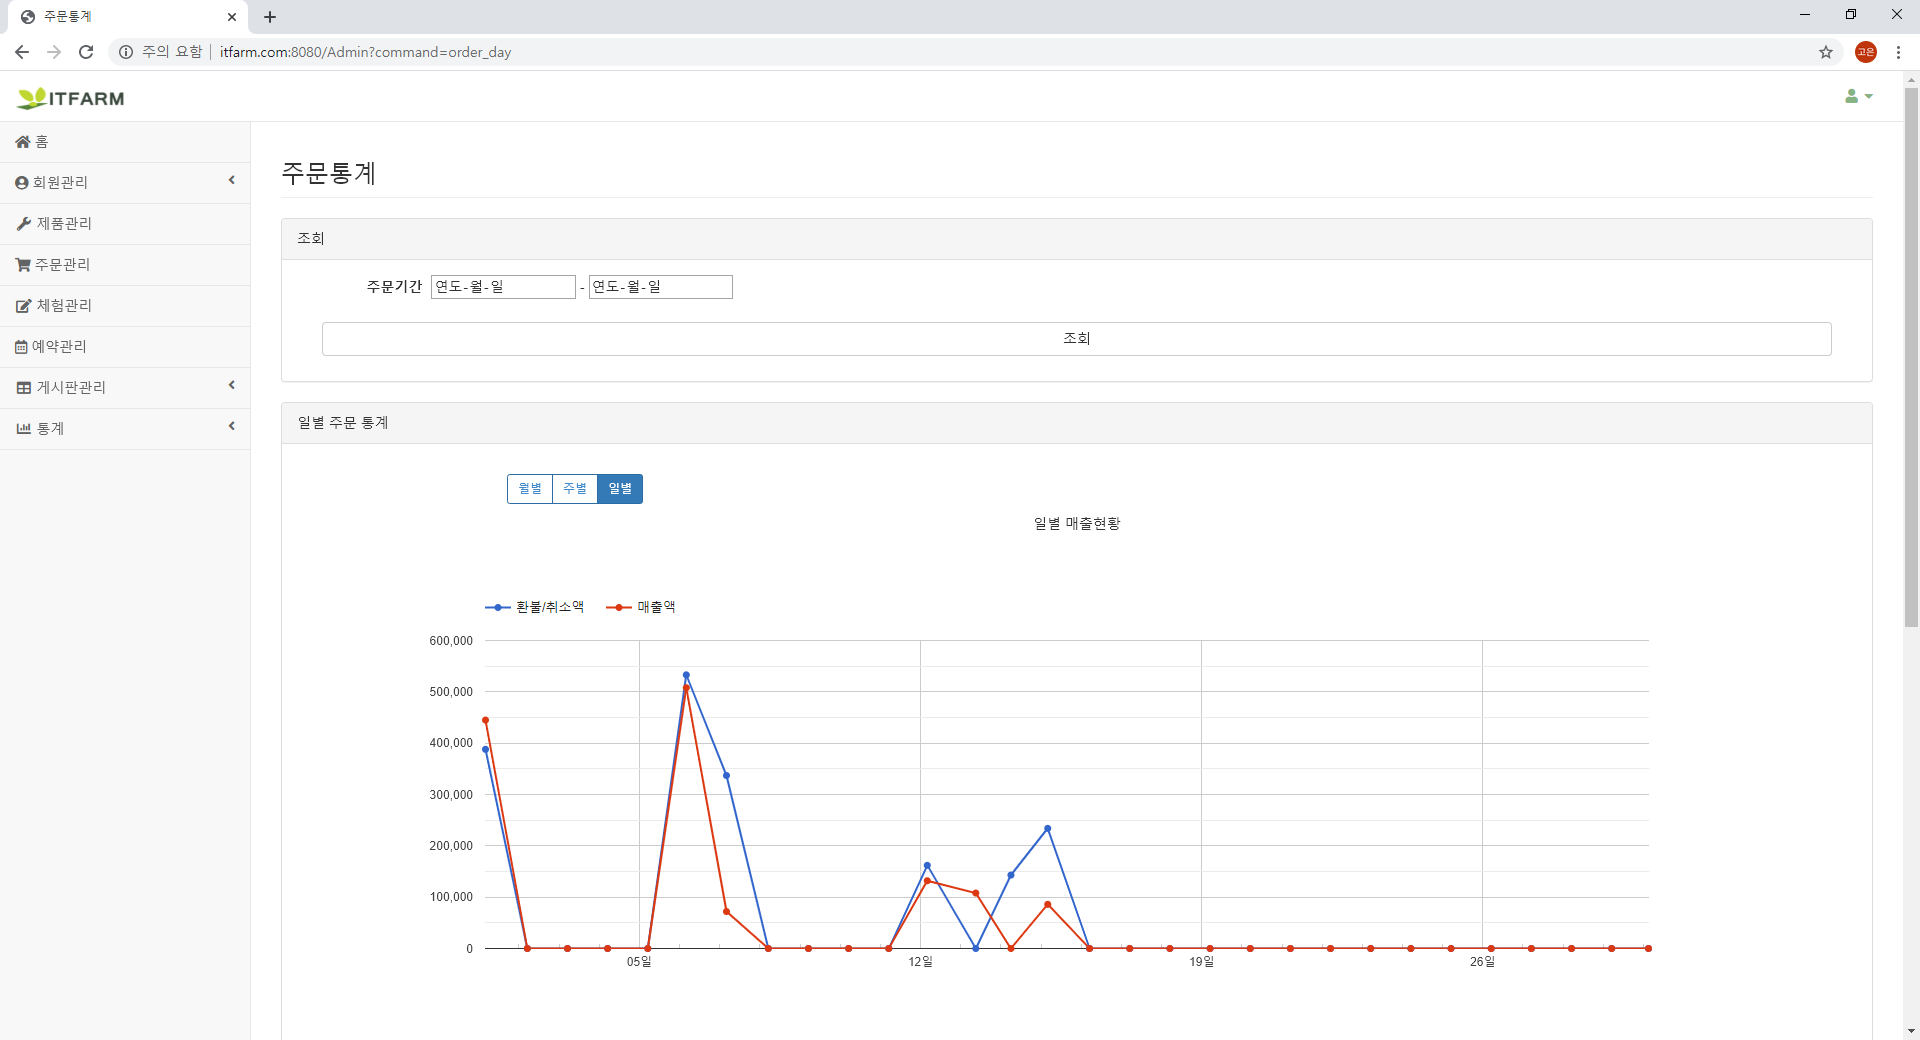 주문통계
주의 요함 itfarm.com:8080/Admin?command=order_day
고은
ITFARM
홈
회원관리
제품관리
주문관리
체험관리
예약관리
게시판관리
통계
주문통계
조회
주문기간 연도-월-일 - 연도-월-일
조회
일별 주문 통계
월별 주별 일별
일별 매출현황
환불/취소액 매출액
600,000
500,000
400,000
300,000
200,000
100,000
0
05일 12일 19일 26일